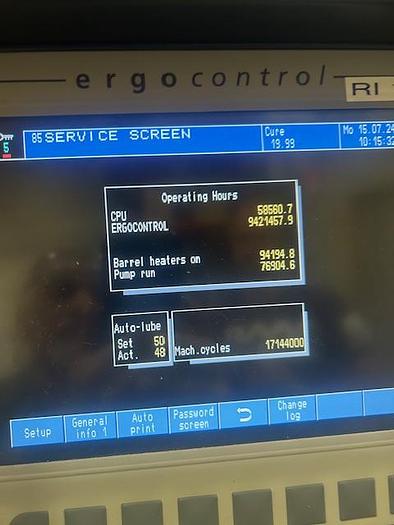 ergocontrol
RI
5
85 SERVICE SCREEN
Cure
19.99
Mo 15.07.24
10:15:32
Operating Hours
CPU 58560.7
ERGOCONTROL 9421457.9
Barrel heaters on 94194.8
Pump run 76904.6
Auto-lube
Set 50
Act. 48
Mach.cycles 17144000
Setup
General
info 1
Auto
print
Password
screen
Change
log